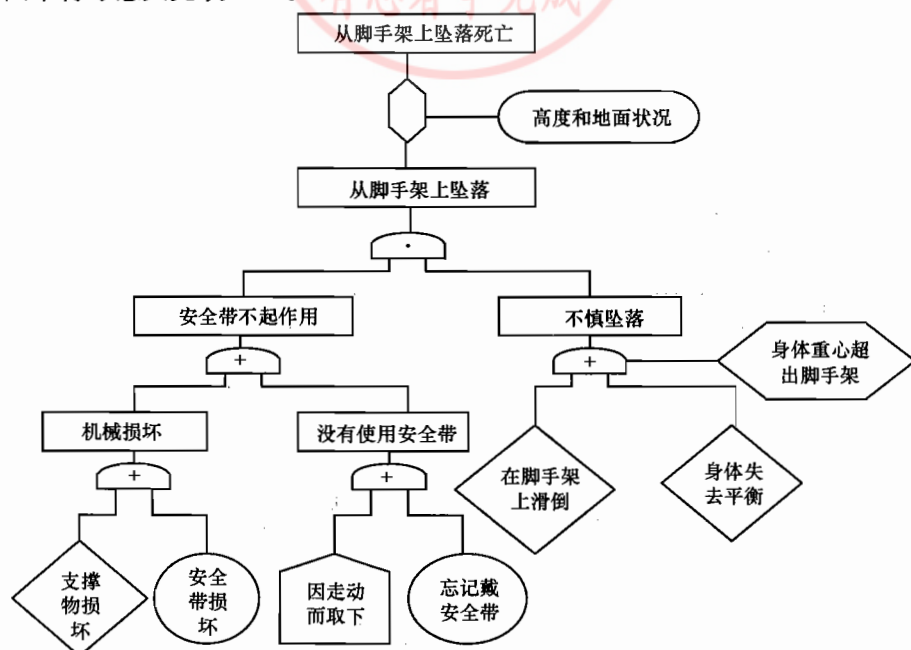 从脚手架上坠落死亡
高度和地面状况
从脚手架上坠落
·
安全带不起作用
不慎坠落
+
+
身体重心超
出脚手架
机械损坏
没有使用安全带
+
+
在脚手架
上滑倒
身体失
去平衡
支撑
物损
坏
安全
带损
坏
因走动
而取下
忘记戴
安全带